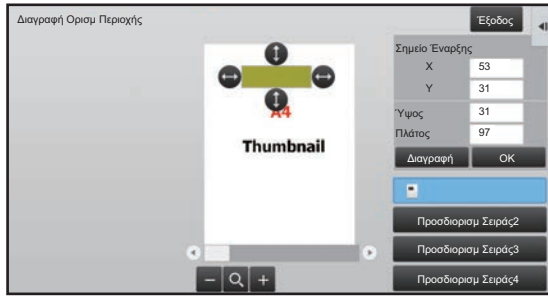 Διαγραφή Ορισμ Περιοχής
Έξοδος
Σημείο Έναρξης
X 53
Y 31
Ύψος 31
Πλάτος 97
Διαγραφή OK
A4
Thumbnail
Προσδιορισμ Σειράς2
Προσδιορισμ Σειράς3
Προσδιορισμ Σειράς4